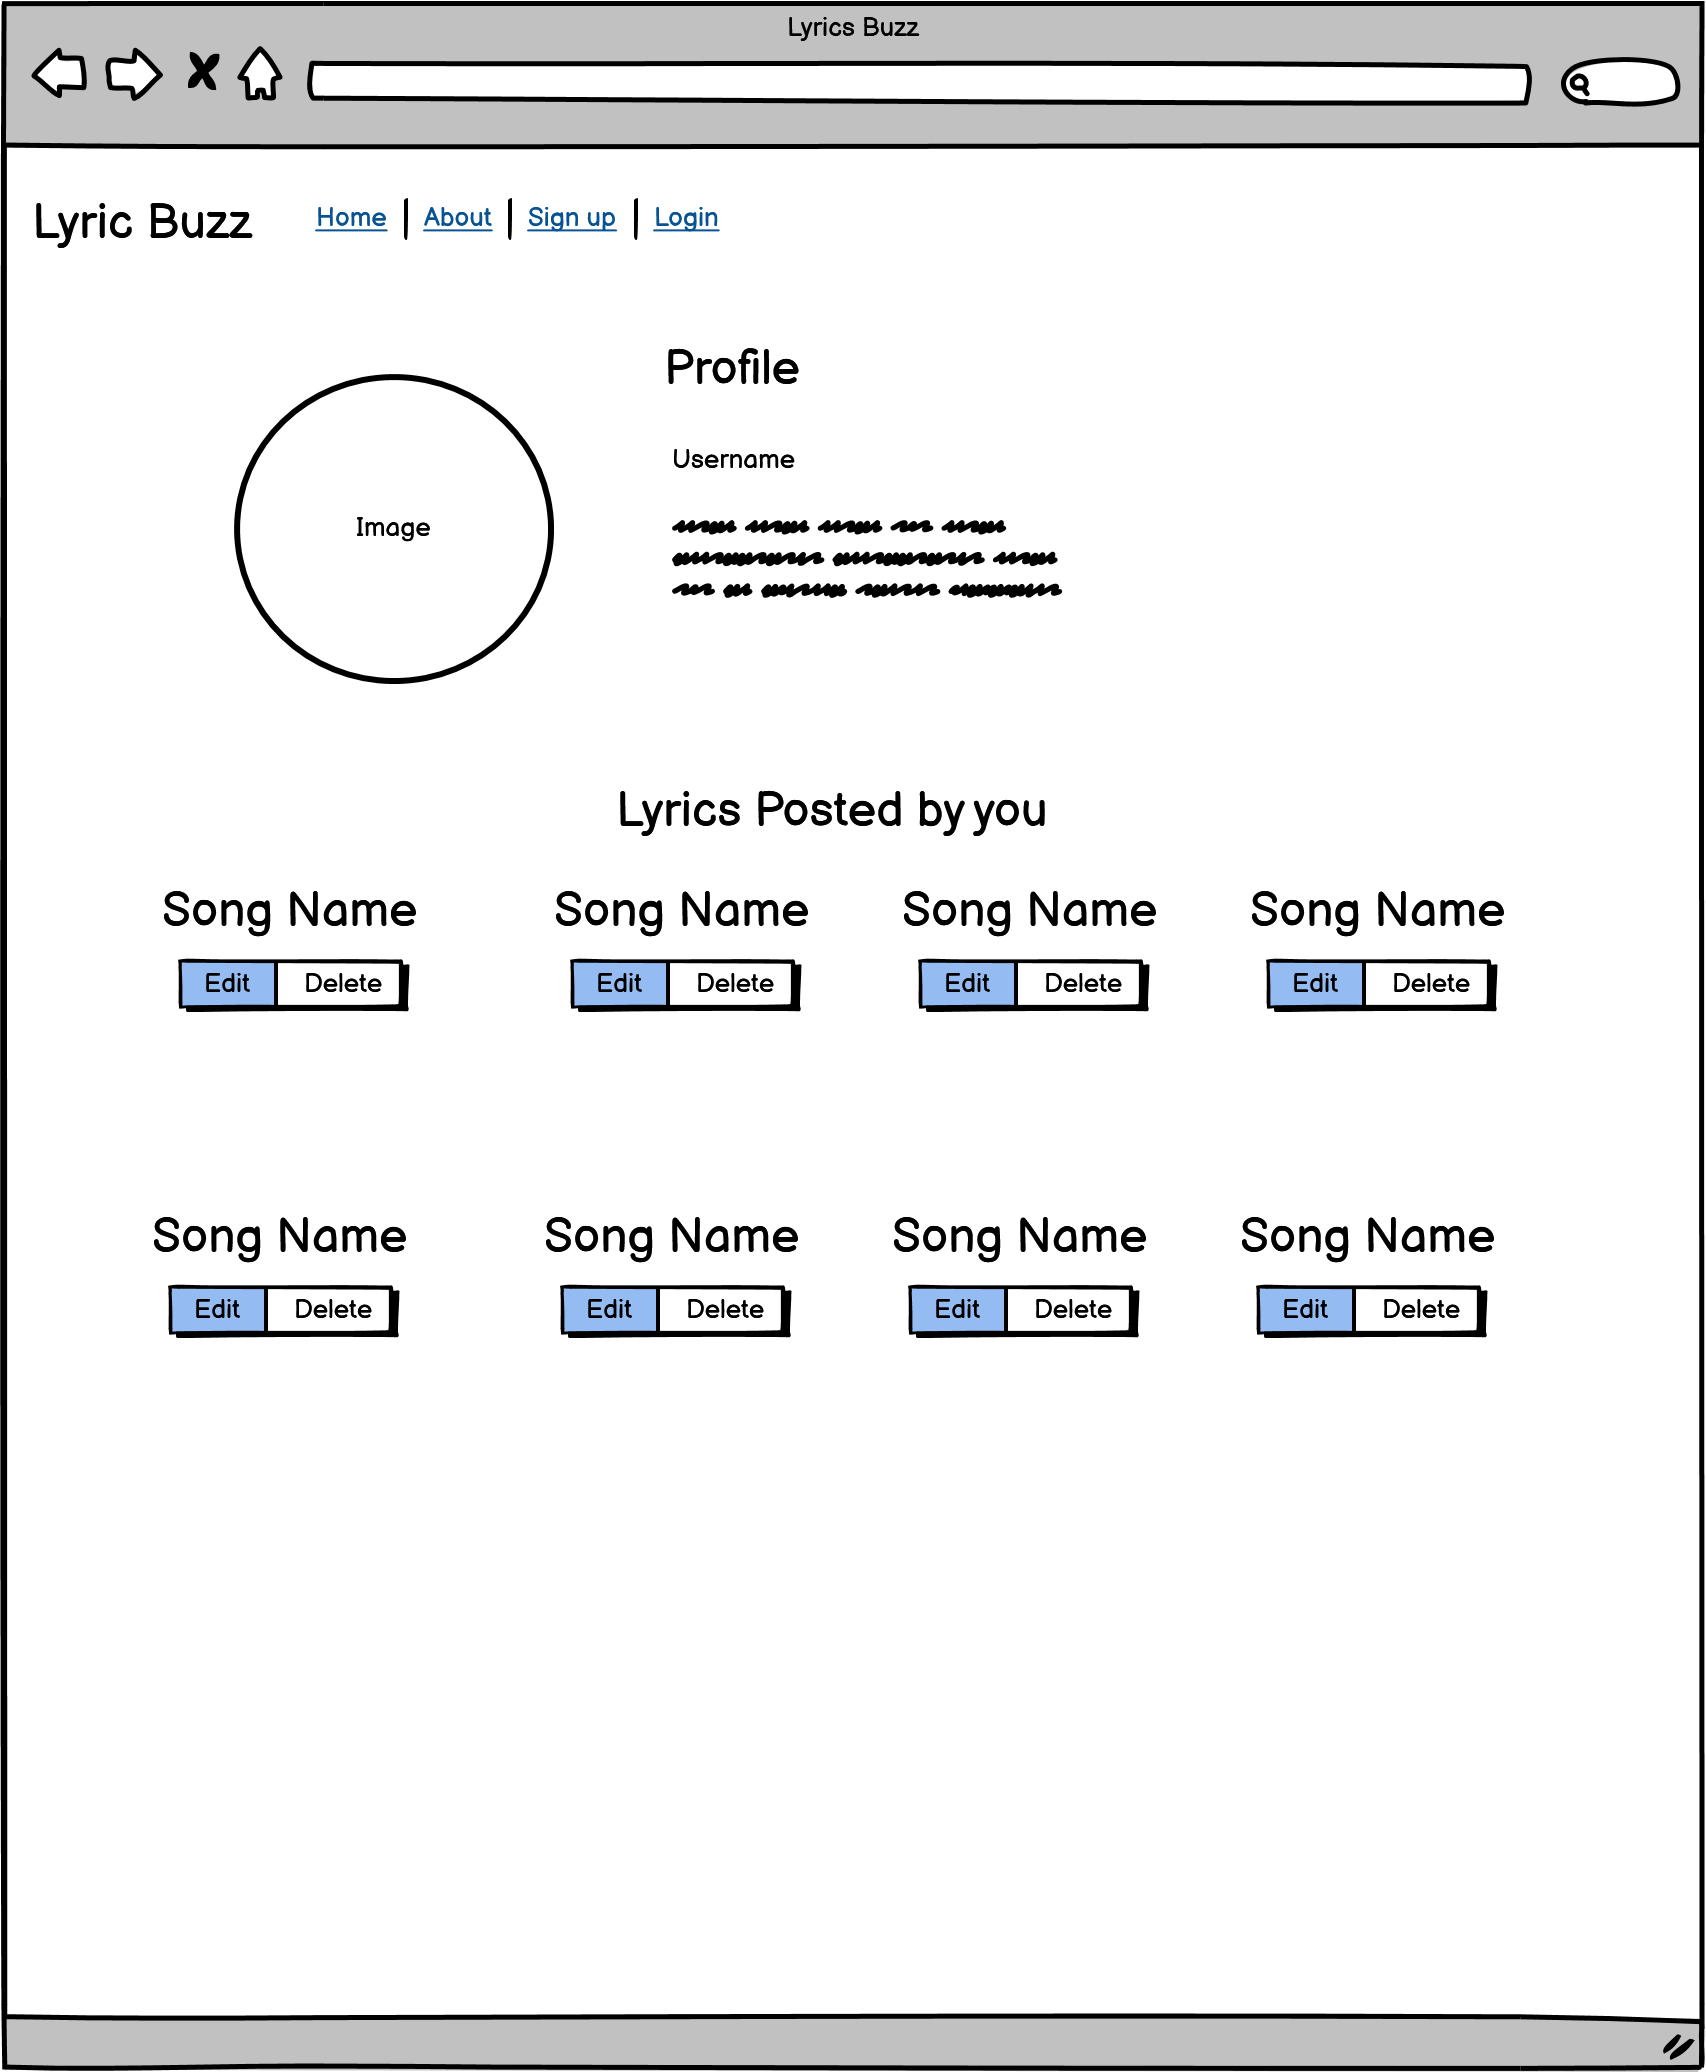 Lyrics Buzz
Lyric Buzz Home About Sign up Login
Profile
Username
Image
Lyrics Posted by you
Song Name Song Name Song Name Song Name
Edit Delete Edit Delete Edit Delete Edit Delete
Song Name Song Name Song Name Song Name
Edit Delete Edit Delete Edit Delete Edit Delete